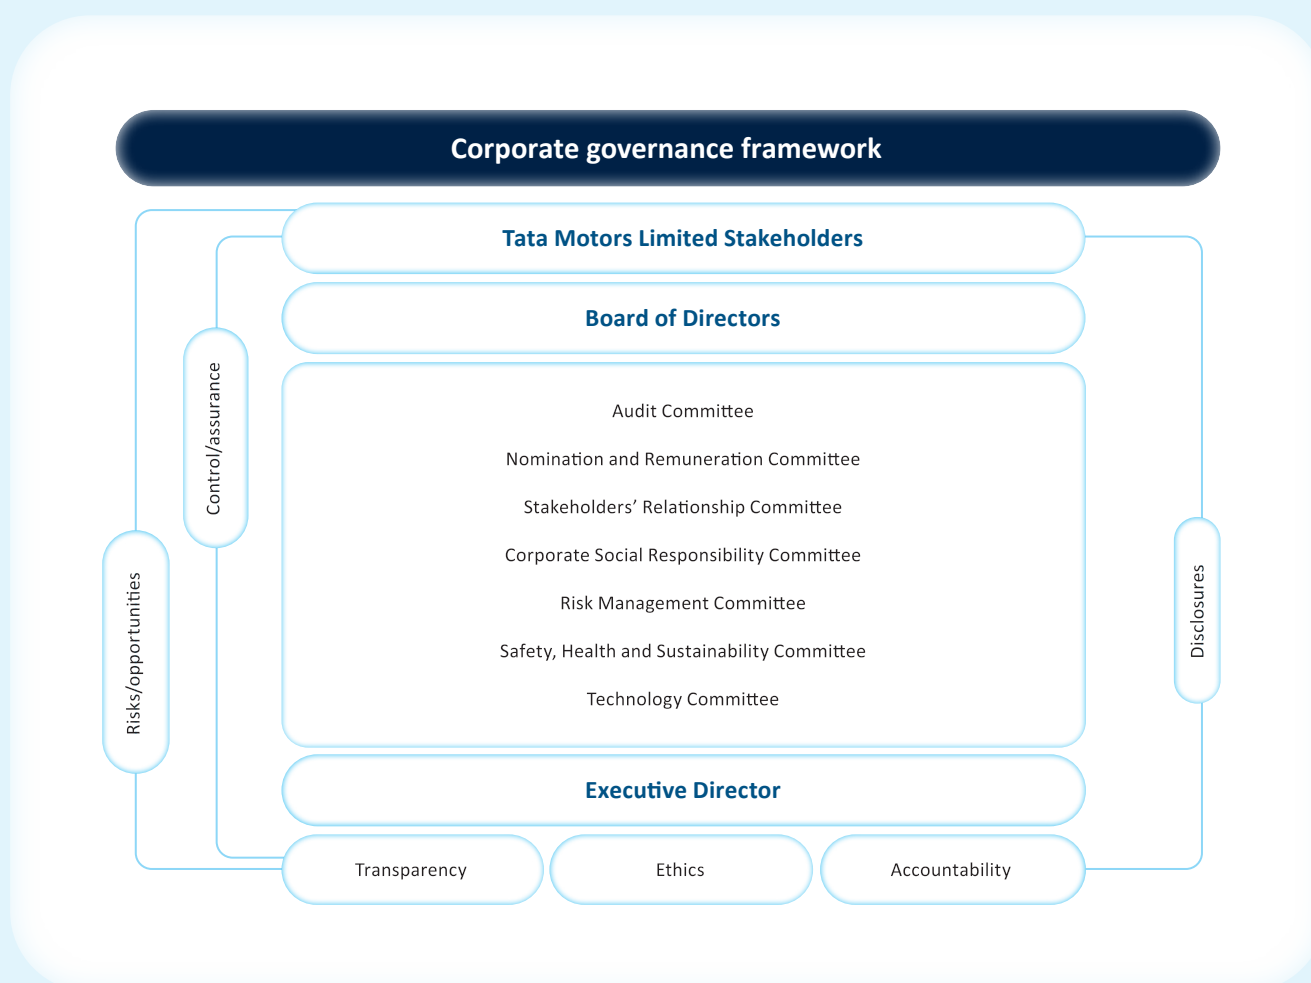 Corporate governance framework
Tata Motors Limited Stakeholders
Board of Directors
Control/assurance
Risks/opportunities
Audit Committee
Nomination and Remuneration Committee
Stakeholders’ Relationship Committee
Corporate Social Responsibility Committee
Risk Management Committee
Safety, Health and Sustainability Committee
Technology Committee
Disclosures
Executive Director
Transparency
Ethics
Accountability